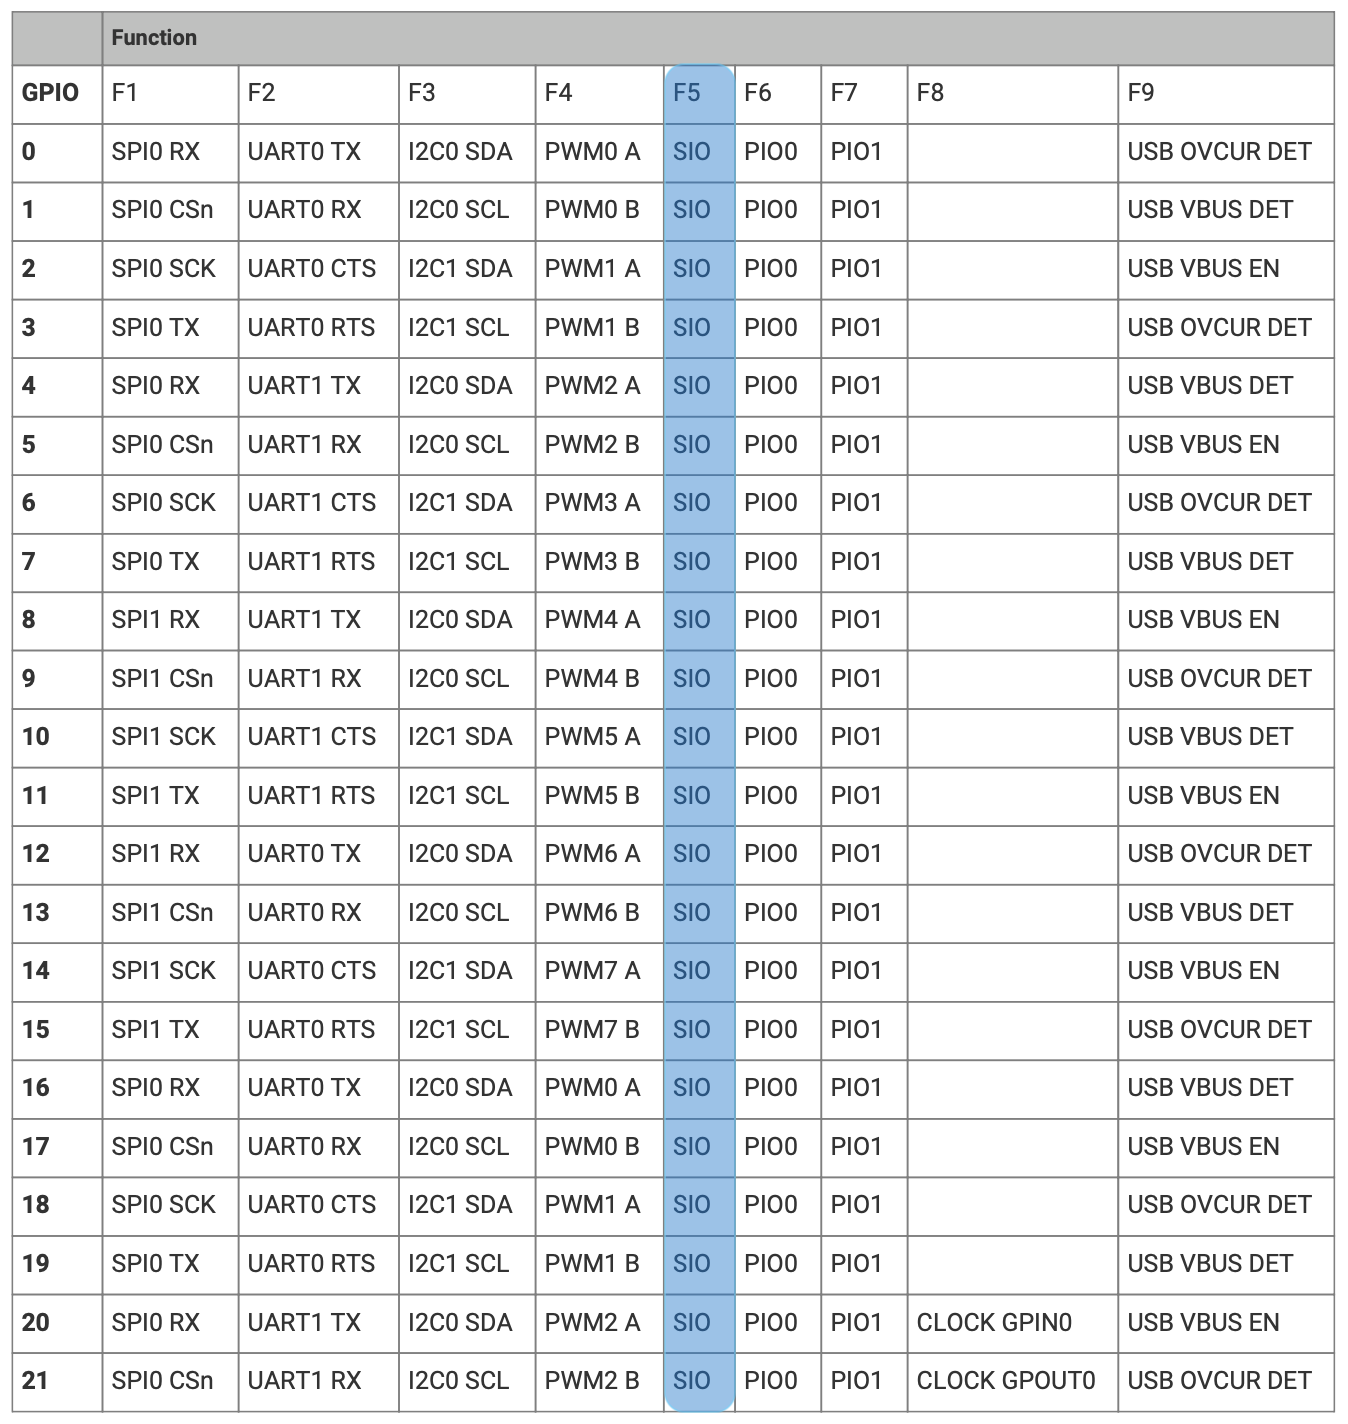 Function
GPIO F1 F2 F3 F4 F5 F6 F7 F8 F9
0 SPI0 RX UART0 TX I2C0 SDA PWM0 A SIO PIO0 PIO1 USB OVCUR DET
1 SPI0 CSn UART0 RX I2C0 SCL PWM0 B SIO PIO0 PIO1 USB VBUS DET
2 SPI0 SCK UART0 CTS I2C1 SDA PWM1 A SIO PIO0 PIO1 USB VBUS EN
3 SPI0 TX UART0 RTS I2C1 SCL PWM1 B SIO PIO0 PIO1 USB OVCUR DET
4 SPI0 RX UART1 TX I2C0 SDA PWM2 A SIO PIO0 PIO1 USB VBUS DET
5 SPI0 CSn UART1 RX I2C0 SCL PWM2 B SIO PIO0 PIO1 USB VBUS EN
6 SPI0 SCK UART1 CTS I2C1 SDA PWM3 A SIO PIO0 PIO1 USB OVCUR DET
7 SPI0 TX UART1 RTS I2C1 SCL PWM3 B SIO PIO0 PIO1 USB VBUS DET
8 SPI1 RX UART1 TX I2C0 SDA PWM4 A SIO PIO0 PIO1 USB VBUS EN
9 SPI1 CSn UART1 RX I2C0 SCL PWM4 B SIO PIO0 PIO1 USB OVCUR DET
10 SPI1 SCK UART1 CTS I2C1 SDA PWM5 A SIO PIO0 PIO1 USB VBUS DET
11 SPI1 TX UART1 RTS I2C1 SCL PWM5 B SIO PIO0 PIO1 USB VBUS EN
12 SPI1 RX UART0 TX I2C0 SDA PWM6 A SIO PIO0 PIO1 USB OVCUR DET
13 SPI1 CSn UART0 RX I2C0 SCL PWM6 B SIO PIO0 PIO1 USB VBUS DET
14 SPI1 SCK UART0 CTS I2C1 SDA PWM7 A SIO PIO0 PIO1 USB VBUS EN
15 SPI1 TX UART0 RTS I2C1 SCL PWM7 B SIO PIO0 PIO1 USB OVCUR DET
16 SPI0 RX UART0 TX I2C0 SDA PWM0 A SIO PIO0 PIO1 USB VBUS DET
17 SPI0 CSn UART0 RX I2C0 SCL PWM0 B SIO PIO0 PIO1 USB VBUS EN
18 SPI0 SCK UART0 CTS I2C1 SDA PWM1 A SIO PIO0 PIO1 USB OVCUR DET
19 SPI0 TX UART0 RTS I2C1 SCL PWM1 B SIO PIO0 PIO1 USB VBUS DET
20 SPI0 RX UART1 TX I2C0 SDA PWM2 A SIO PIO0 PIO1 CLOCK GPIN0 USB VBUS EN
21 SPI0 CSn UART1 RX I2C0 SCL PWM2 B SIO PIO0 PIO1 CLOCK GPOUT0 USB OVCUR DET